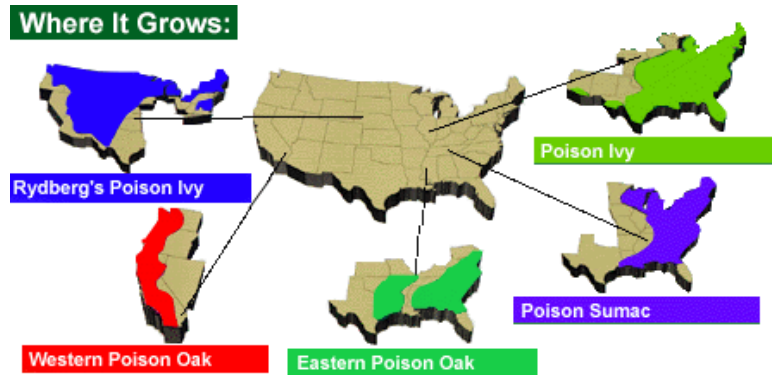 Where It Grows:
Poison Ivy
Rydberg's Poison Ivy
Poison Sumac
Western Poison Oak
Eastern Poison Oak